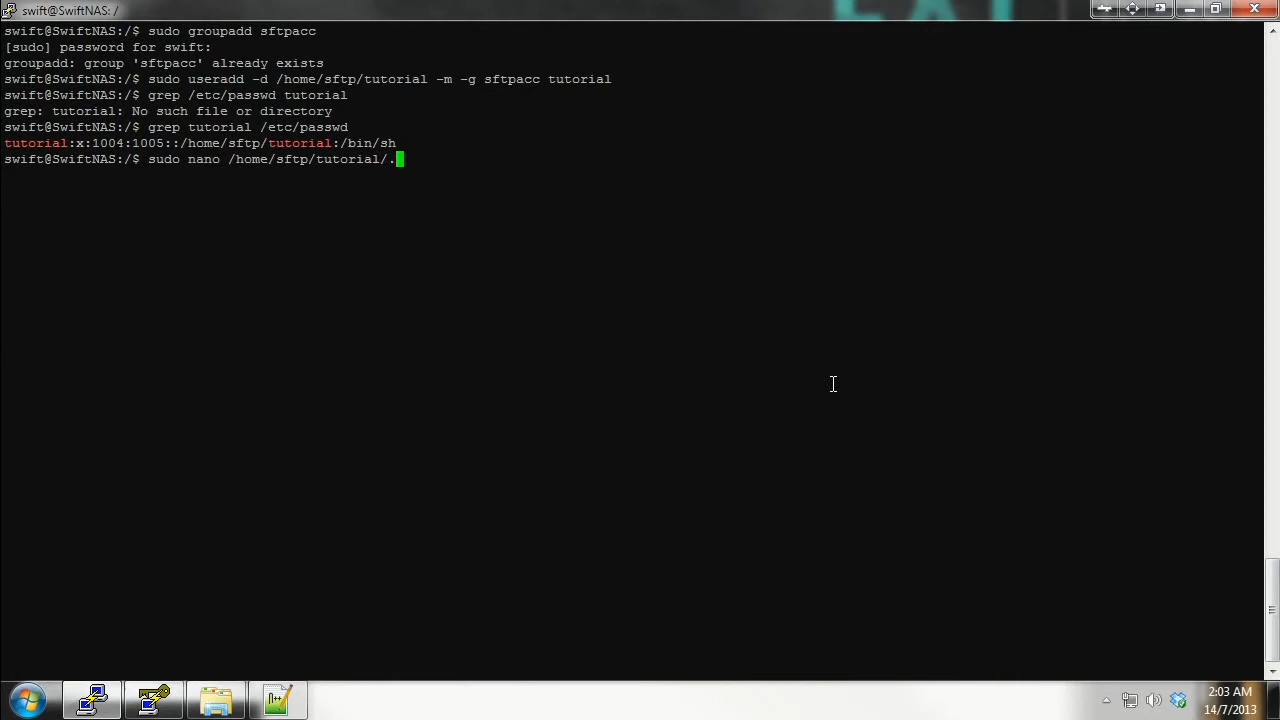 swift@SwiftNAS: /
swift@SwiftNAS:/$ sudo groupadd sftpacc
[sudo] password for swift:
groupadd: group 'sftpacc' already exists
swift@SwiftNAS:/$ sudo useradd -d /home/sftp/tutorial -m -g sftpacc tutorial
swift@SwiftNAS:/$ grep /etc/passwd tutorial
grep: tutorial: No such file or directory
swift@SwiftNAS:/$ grep tutorial /etc/passwd
tutorial:x:1004:1005::/home/sftp/tutorial:/bin/sh
swift@SwiftNAS:/$ sudo nano /home/sftp/tutorial/.
2:03 AM
14/7/2013